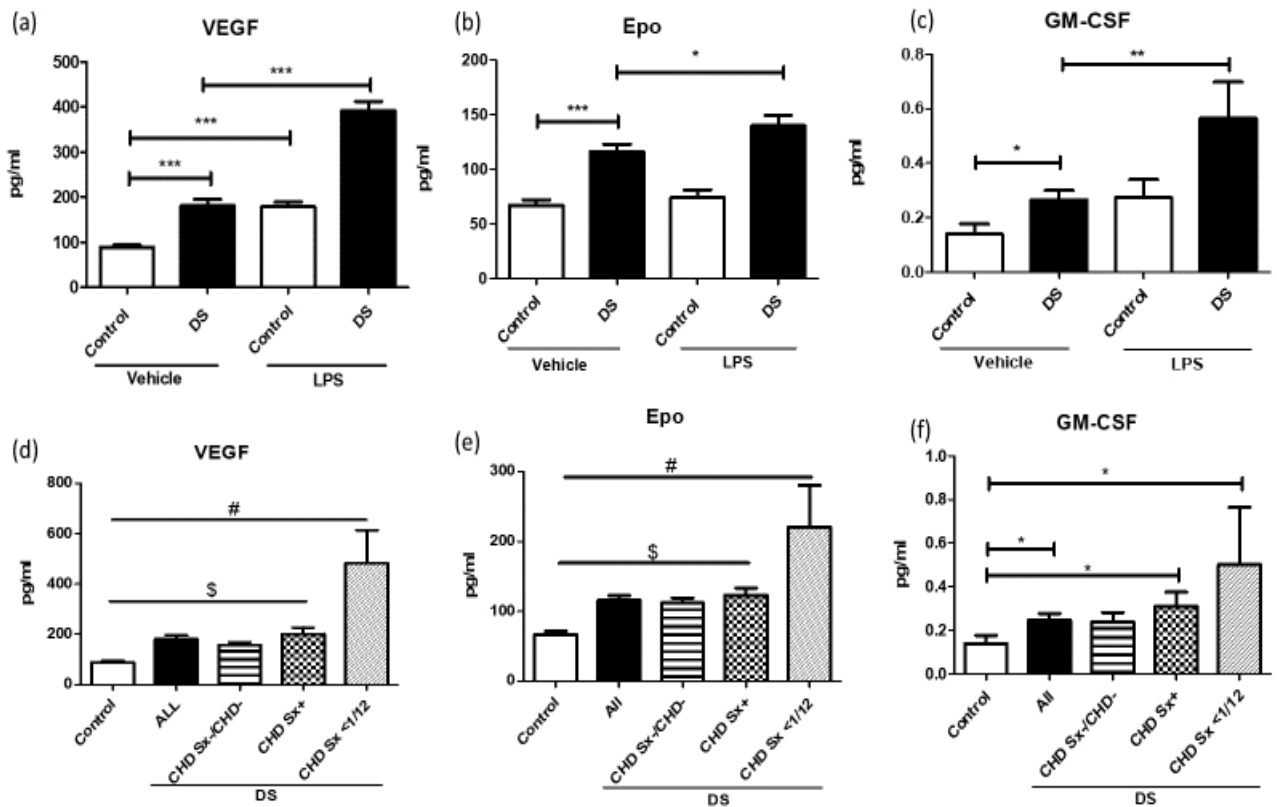 (a)
VEGF
pg/ml
500
400
300
200
100
0
***
***
***
Control
DS
Control
DS
Vehicle
LPS
(b)
Epo
pg/ml
200
150
100
50
0
***
*
Control
DS
Control
DS
Vehicle
LPS
(c)
GM-CSF
pg/ml
0.8
0.6
0.4
0.2
0.0
*
**
Control
DS
Control
DS
Vehicle
LPS
(d)
VEGF
pg/ml
800
600
400
200
0
#
$
Control
ALL
CHD Sx-/CHD-
CHD Sx+
CHD Sx <1/12
DS
(e)
Epo
pg/ml
300
200
100
0
#
$
Control
All
CHD Sx-/CHD-
CHD Sx+
CHD Sx <1/12
DS
(f)
GM-CSF
pg/ml
1.0
0.8
0.6
0.4
0.2
0.0
*
*
*
Control
All
CHD Sx-/CHD-
CHD Sx+
CHD Sx <1/12
DS